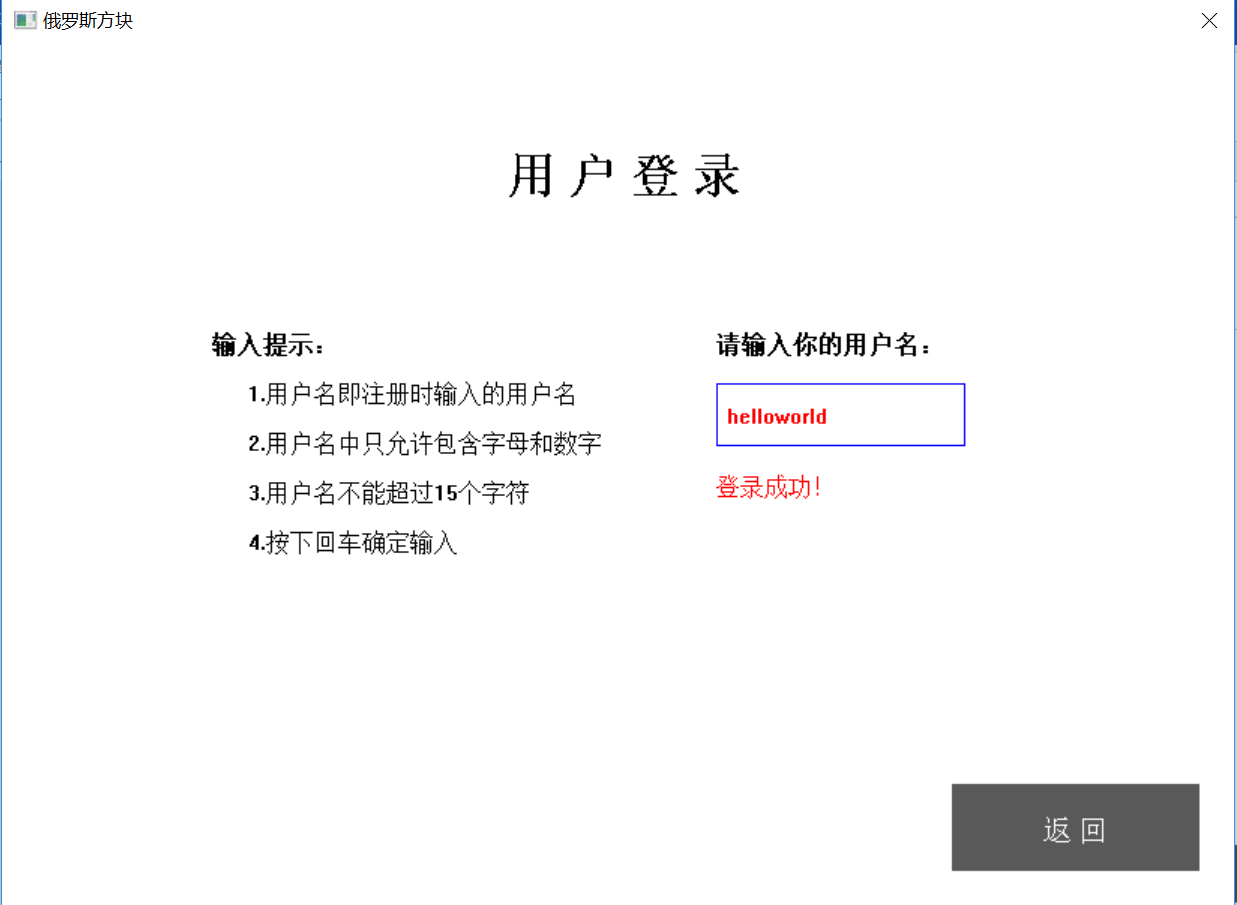 俄罗斯方块
用户登录
输入提示：
1.用户名即注册时输入的用户名
2.用户名中只允许包含字母和数字
3.用户名不能超过15个字符
4.按下回车确定输入
请输入你的用户名：
helloworld
登录成功！
返回